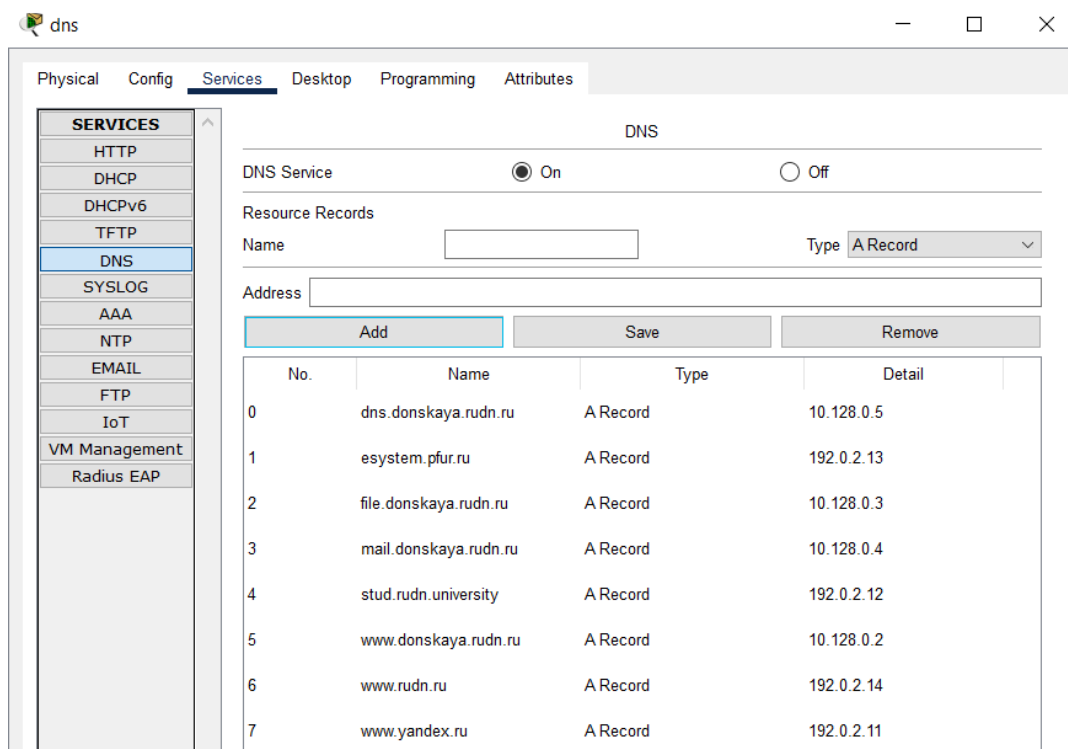 dns
Physical Config Services Desktop Programming Attributes
SERVICES
HTTP
DHCP
DHCPv6
TFTP
DNS
SYSLOG
AAA
NTP
EMAIL
FTP
IoT
VM Management
Radius EAP
DNS
DNS Service On Off
Resource Records
Name Type A Record
Address
Add Save Remove
No. Name Type Detail
0 dns.donskaya.rudn.ru A Record 10.128.0.5
1 esystem.pfur.ru A Record 192.0.2.13
2 file.donskaya.rudn.ru A Record 10.128.0.3
3 mail.donskaya.rudn.ru A Record 10.128.0.4
4 stud.rudn.university A Record 192.0.2.12
5 www.donskaya.rudn.ru A Record 10.128.0.2
6 www.rudn.ru A Record 192.0.2.14
7 www.yandex.ru A Record 192.0.2.11